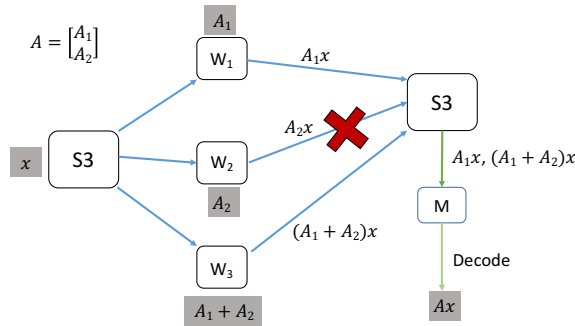 A = [A₁
A₂]
A₁
W₁
A₁x
x
S3
S3
A₂x
W₂
A₂
A₁x, (A₁ + A₂)x
M
(A₁ + A₂)x
W₃
Decode
A₁ + A₂
Ax